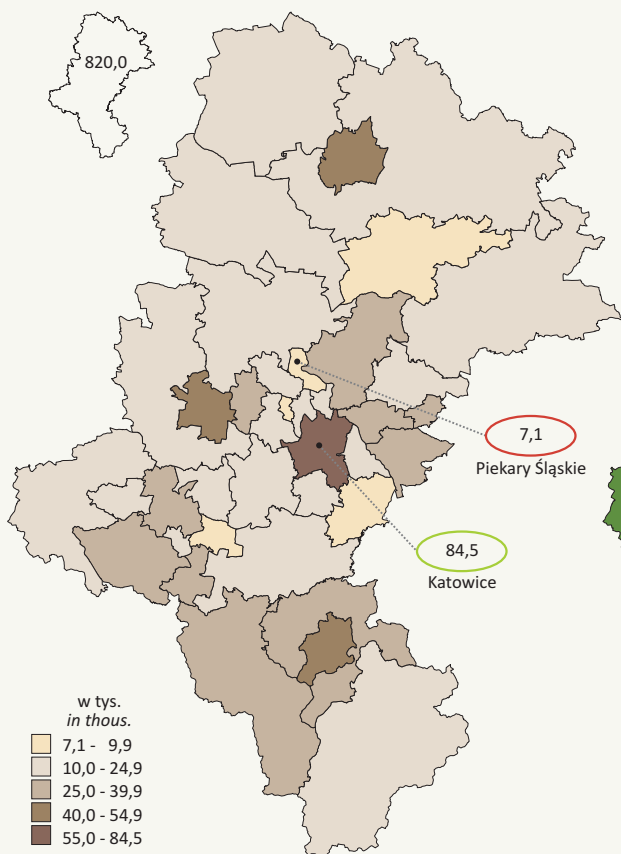 820,0
7,1
Piekary Śląskie
84,5
Katowice
w tys.
in thous.
7,1 - 9,9
10,0 - 24,9
25,0 - 39,9
40,0 - 54,9
55,0 - 84,5